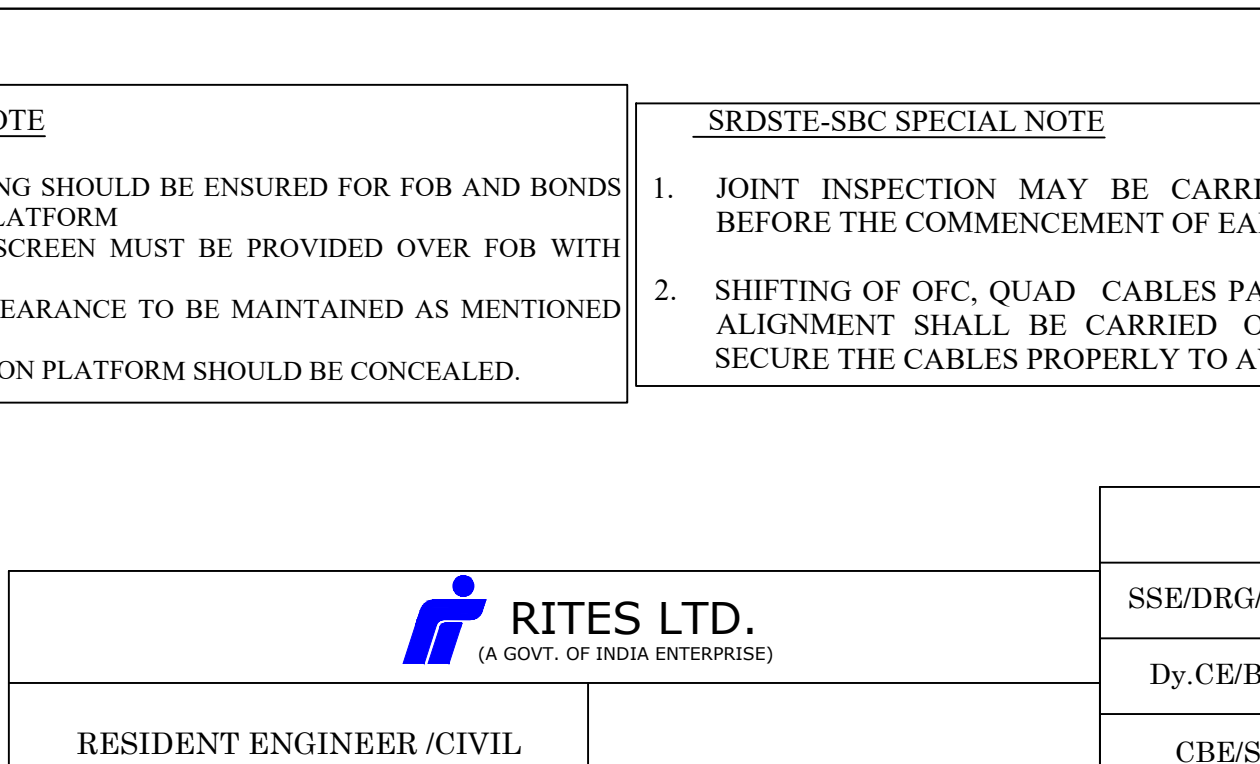 OTE
NG SHOULD BE ENSURED FOR FOB AND BONDS
LATFORM
SCREEN MUST BE PROVIDED OVER FOB WITH
EARANCE TO BE MAINTAINED AS MENTIONED
ON PLATFORM SHOULD BE CONCEALED.
SRDSTE-SBC SPECIAL NOTE
1. JOINT INSPECTION MAY BE CARRI
BEFORE THE COMMENCEMENT OF EA
2. SHIFTING OF OFC, QUAD CABLES PA
ALIGNMENT SHALL BE CARRIED O
SECURE THE CABLES PROPERLY TO A
RITES LTD.
(A GOVT. OF INDIA ENTERPRISE)
RESIDENT ENGINEER /CIVIL
SSE/DRG/
Dy.CE/B
CBE/S